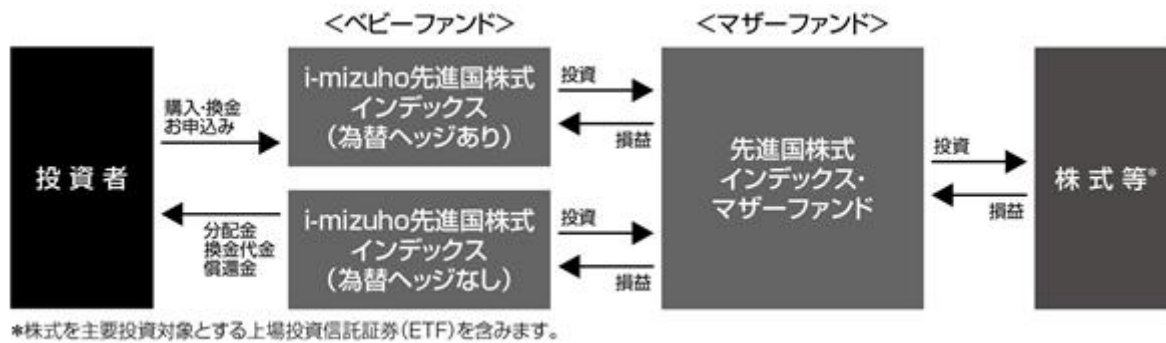 <ベビーファンド>
<マザーファンド>
投資者
購入・換金
お申込み
分配金
換金代金
償還金
i-mizuho先進国株式
インデックス
(為替ヘッジあり)
i-mizuho先進国株式
インデックス
(為替ヘッジなし)
投資
損益
投資
損益
先進国株式
インデックス・
マザーファンド
投資
損益
株式等*
*株式を主要投資対象とする上場投資信託証券(ETF)を含みます。